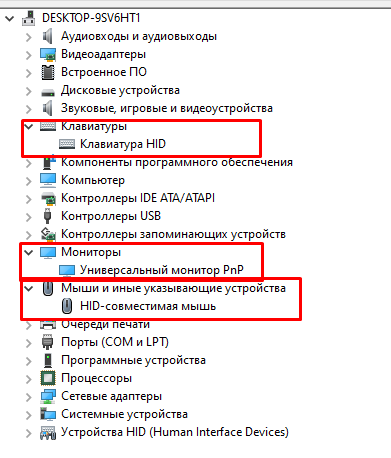 DESKTOP-9SV6HT1
Аудиовходы и аудиовыходы
Видеоадаптеры
Встроенное ПО
Дисковые устройства
Звуковые, игровые и видеоустройства
Клавиатуры
Клавиатура HID
Компоненты программного обеспечения
Компьютер
Контроллеры IDE ATA/ATAPI
Контроллеры USB
Контроллеры запоминающих устройств
Мониторы
Универсальный монитор PnP
Мыши и иные указывающие устройства
HID-совместимая мышь
Очереди печати
Порты (COM и LPT)
Программные устройства
Процессоры
Сетевые адаптеры
Системные устройства
Устройства HID (Human Interface Devices)